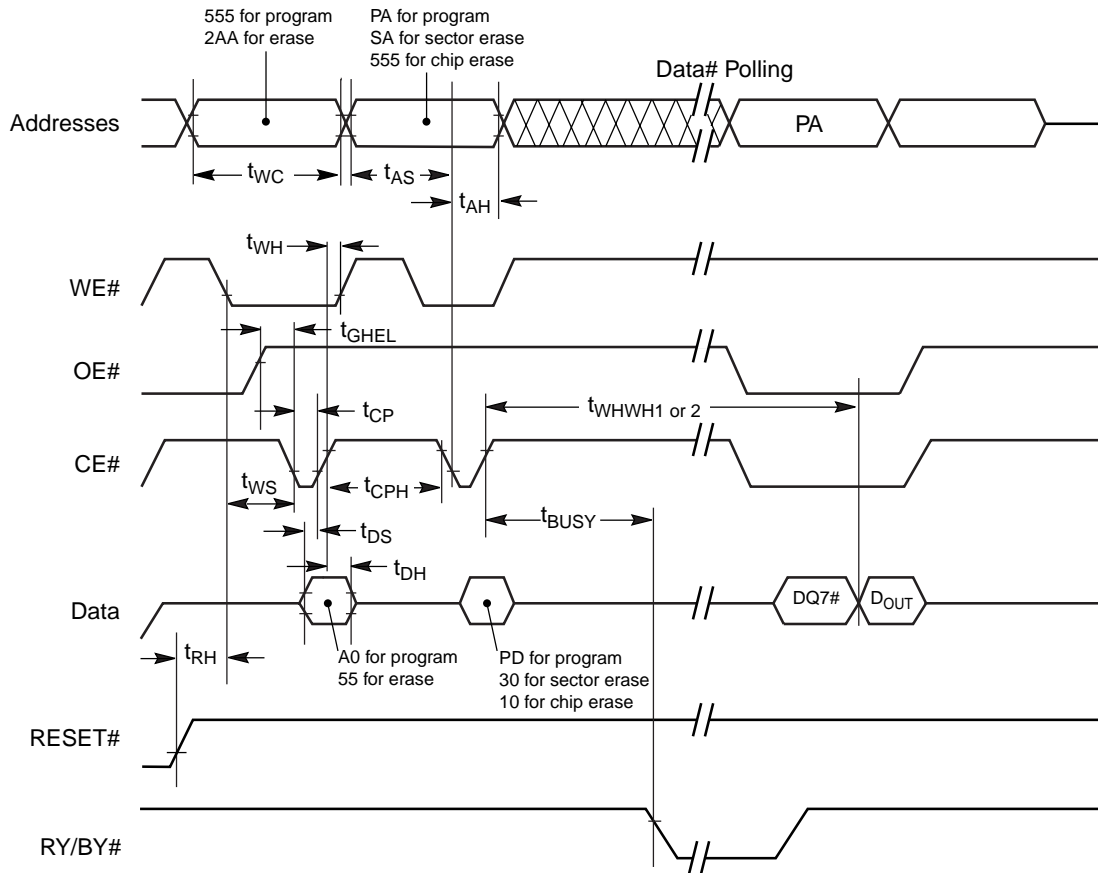 555 for program
2AA for erase
PA for program
SA for sector erase
555 for chip erase
Data# Polling
Addresses
PA
tWC
tAS
tAH
tWH
WE#
tGHEL
OE#
tCP
tWHWH1 or 2
CE#
tWS
tCPH
tDS
tBUSY
tDH
Data
DQ7#
DOUT
tRH
A0 for program
55 for erase
PD for program
30 for sector erase
10 for chip erase
RESET#
RY/BY#